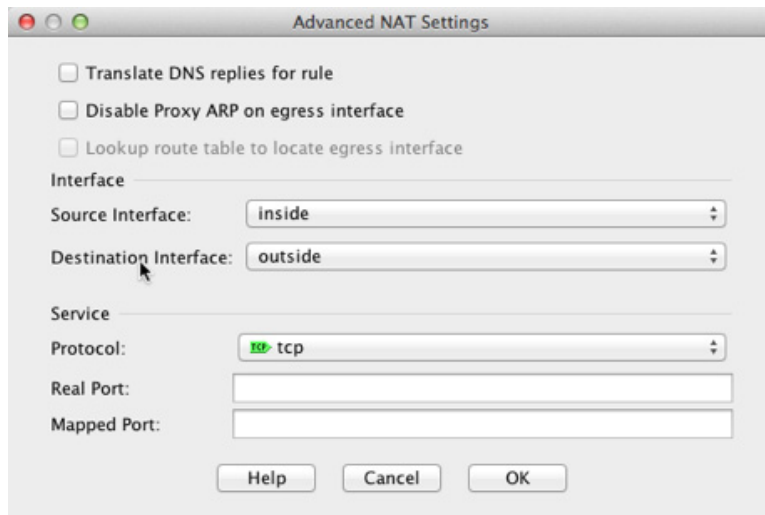 Advanced NAT Settings
Translate DNS replies for rule
Disable Proxy ARP on egress interface
Lookup route table to locate egress interface
Interface
Source Interface: inside
Destination Interface: outside
Service
Protocol: TCP tcp
Real Port:
Mapped Port:
Help Cancel OK